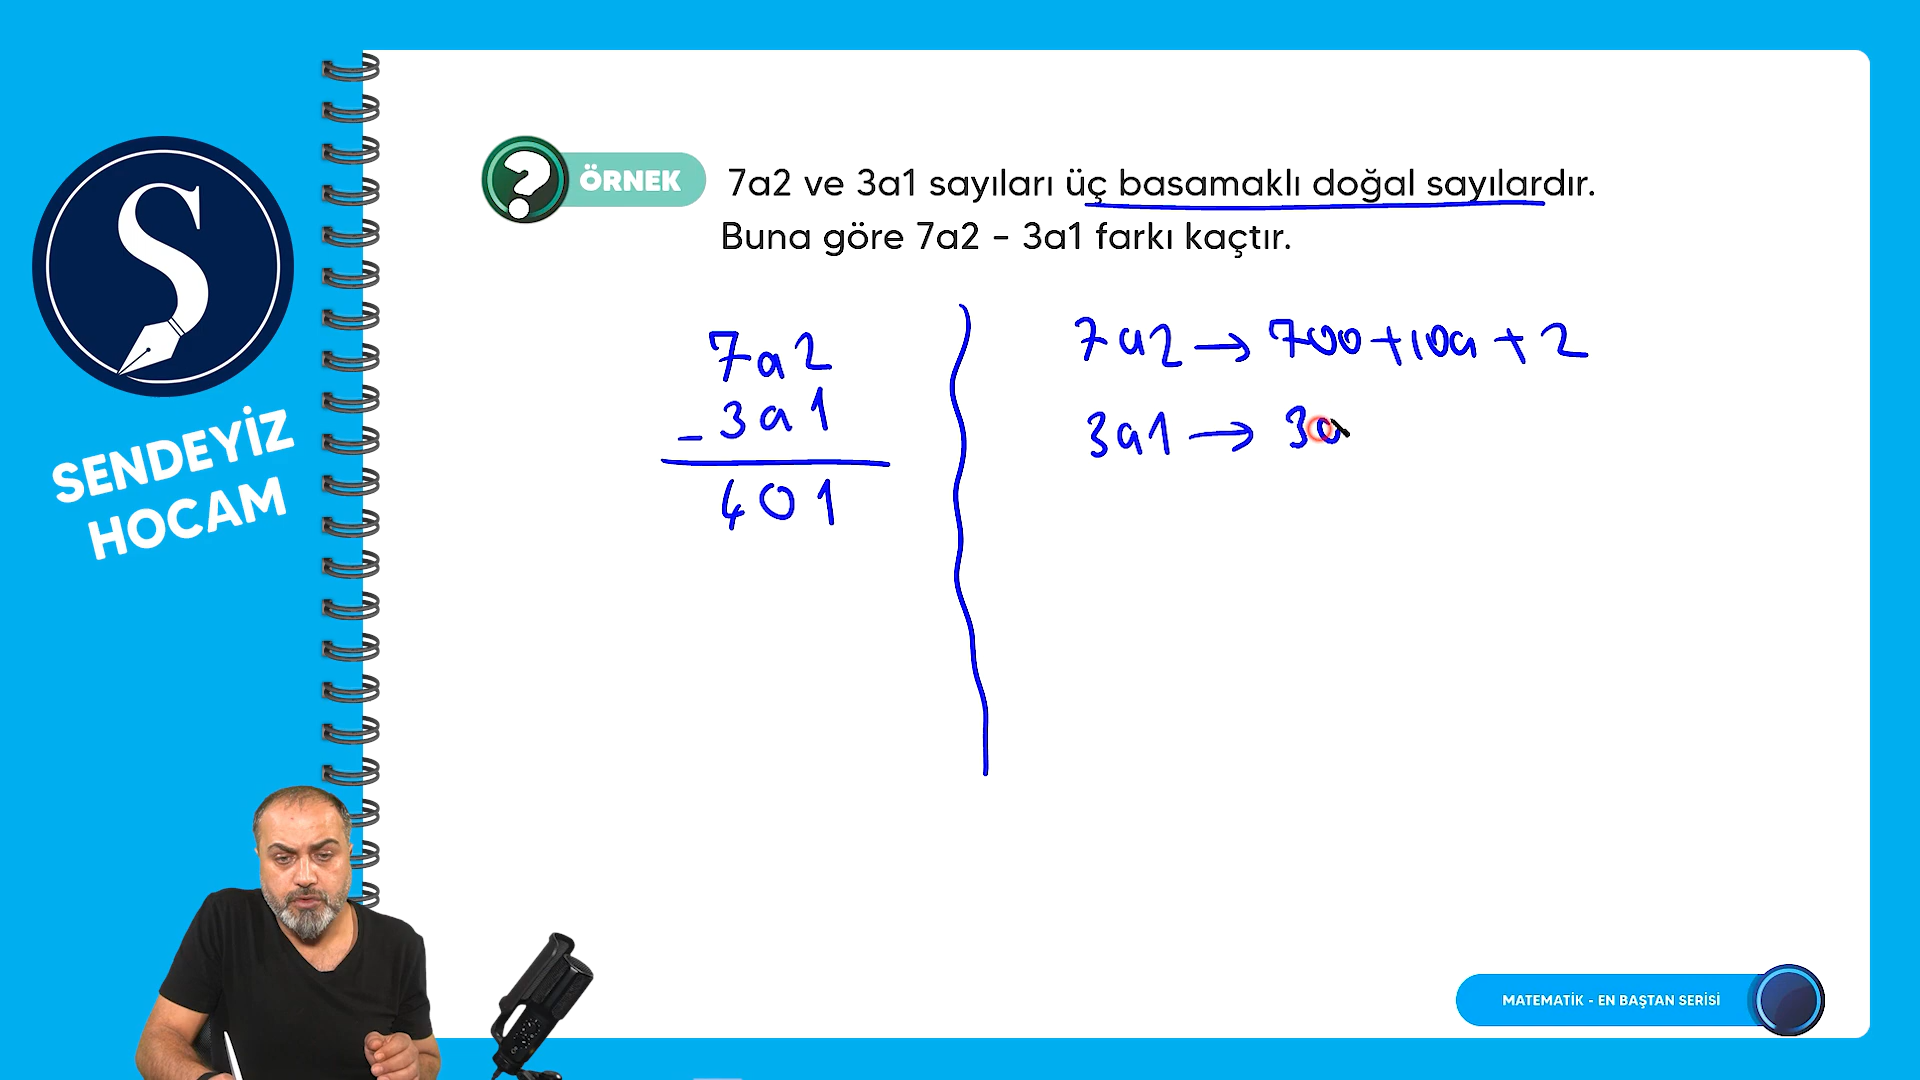 SENDEYİZ
HOCAM
ÖRNEK
7a2 ve 3a1 sayıları üç basamaklı doğal sayılardır.
Buna göre 7a2 - 3a1 farkı kaçtır.
7a2
- 3a1
401
7a2 → 700 + 10a + 2
3a1 → 30
MATEMATİK - EN BAŞTAN SERİSİ